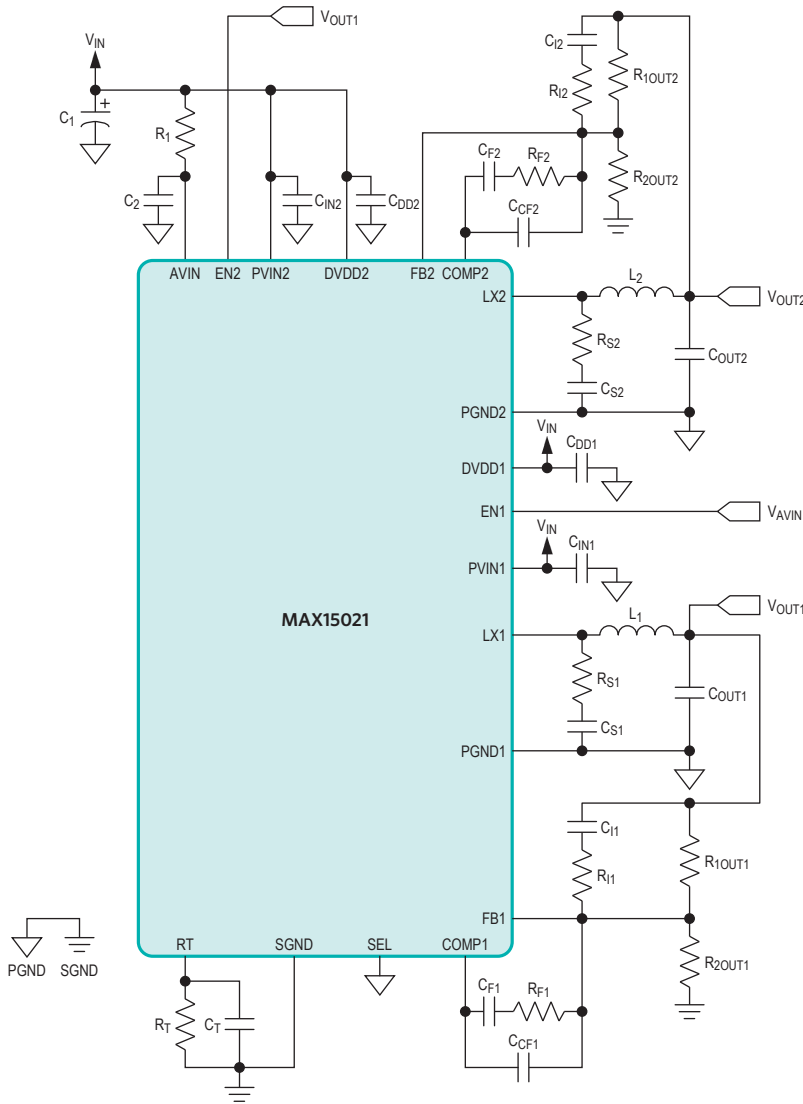 VOUT1
VIN
C1
R1
C2
CIN2
CDD2
CI2
RI2
R1OUT2
R2OUT2
CF2
RF2
CCF2
AVIN
EN2
PVIN2
DVDD2
FB2
COMP2
LX2
L2
VOUT2
RS2
CS2
COUT2
PGND2
VIN
CDD1
DVDD1
EN1
VAVIN
VIN
CIN1
PVIN1
MAX15021
VOUT1
LX1
L1
RS1
CS1
COUT1
PGND1
CI1
RI1
R1OUT1
FB1
R2OUT1
RT
SGND
SEL
COMP1
PGND
SGND
RT
CT
CF1
RF1
CCF1